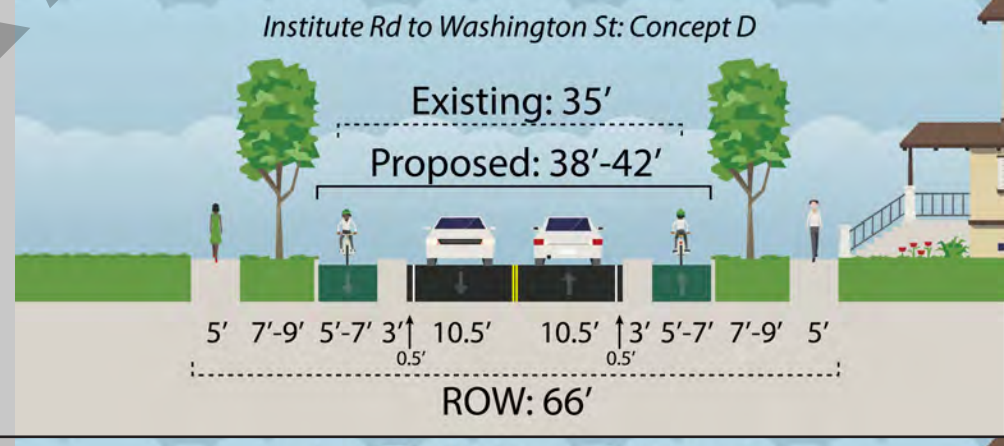 Institute Rd to Washington St: Concept D
Existing: 35’
Proposed: 38’-42’
5’ 7’-9’ 5’-7’ 3’ 10.5’ 10.5’ 3’ 5’-7’ 7’-9’ 5’
0.5’ 0.5’
ROW: 66’